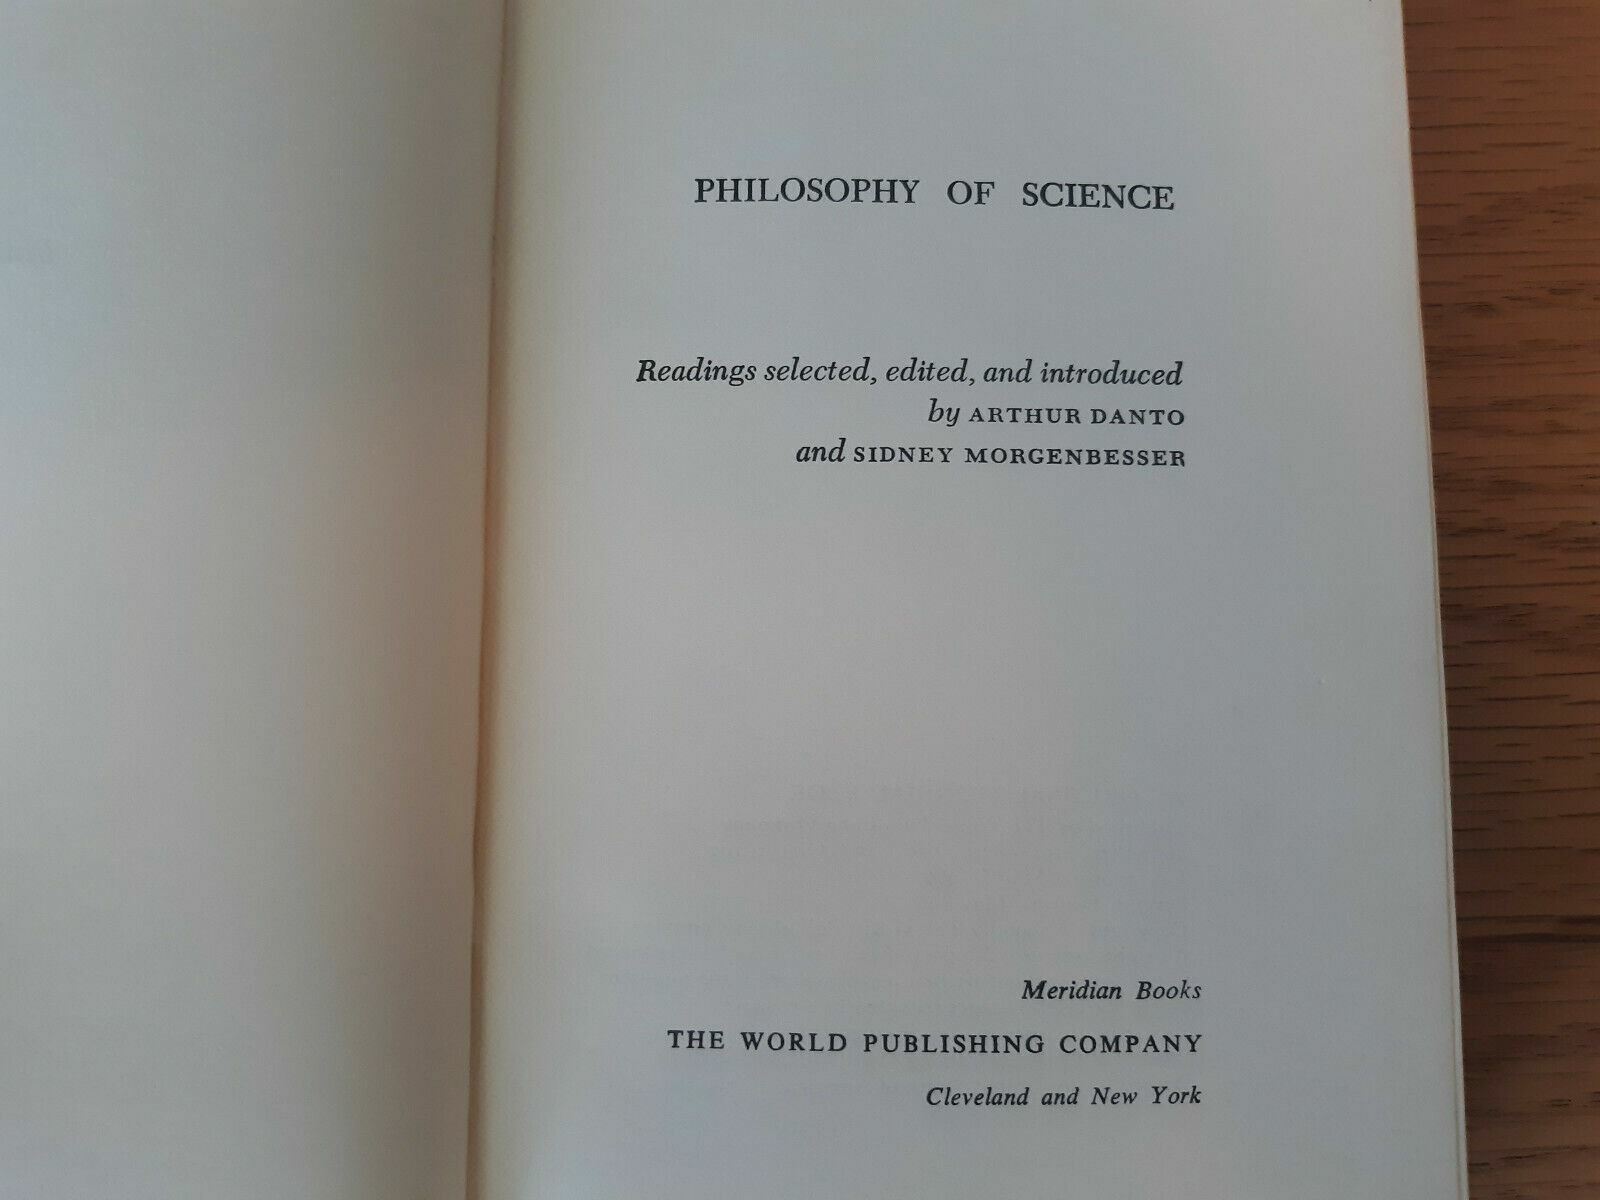 PHILOSOPHY OF SCIENCE
Readings selected, edited, and introduced
by ARTHUR DANTO
and SIDNEY MORGENBESSER
Meridian Books
THE WORLD PUBLISHING COMPANY
Cleveland and New York